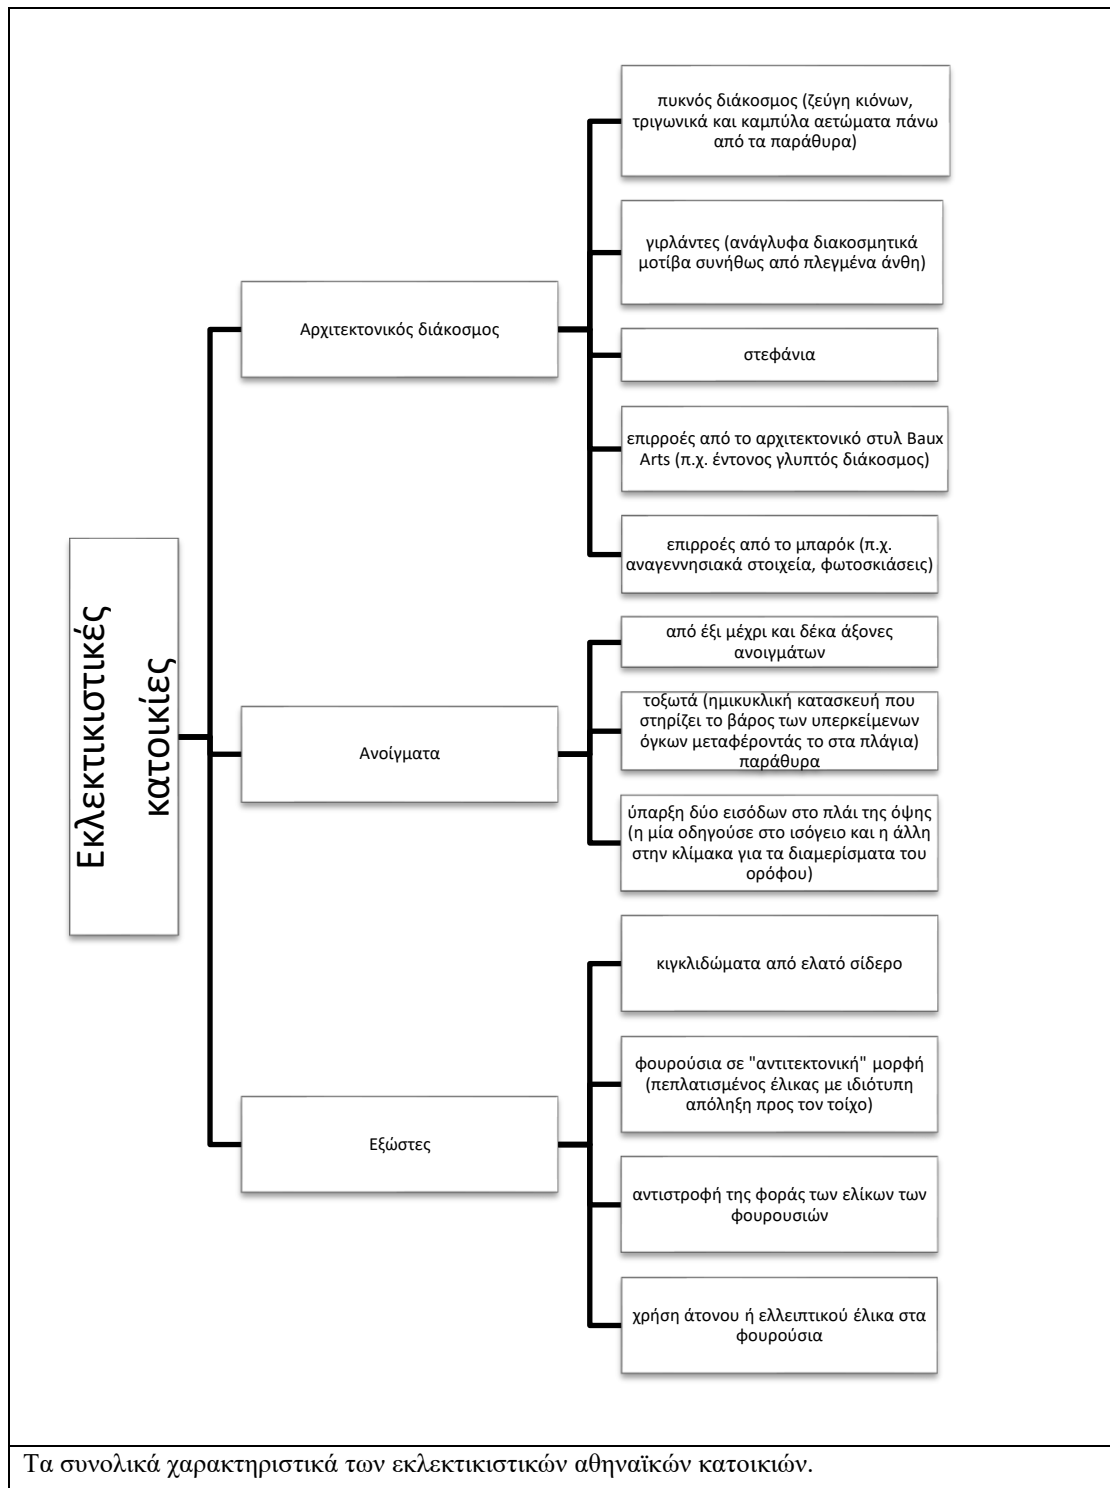 Εκλεκτικιστικές
κατοικίες
Αρχιτεκτονικός διάκοσμος
πυκνός διάκοσμος (ζεύγη κιόνων,
τριγωνικά και καμπύλα αετώματα πάνω
από τα παράθυρα)
γιρλάντες (ανάγλυφα διακοσμητικά
μοτίβα συνήθως από πλεγμένα άνθη)
στεφάνια
επιρροές από το αρχιτεκτονικό στυλ Baux
Arts (π.χ. έντονος γλυπτός διάκοσμος)
επιρροές από το μπαρόκ (π.χ.
αναγεννησιακά στοιχεία, φωτοσκιάσεις)
Ανοίγματα
από έξι μέχρι και δέκα άξονες
ανοιγμάτων
τοξωτά (ημικυκλική κατασκευή που
στηρίζει το βάρος των υπερκείμενων
όγκων μεταφέροντάς το στα πλάγια)
παράθυρα
ύπαρξη δύο εισόδων στο πλάι της όψης
(η μία οδηγούσε στο ισόγειο και η άλλη
στην κλίμακα για τα διαμερίσματα του
ορόφου)
Εξώστες
κιγκλιδώματα από ελατό σίδερο
φουρούσια σε "αντιτεκτονική" μορφή
(πεπλατισμένος έλικας με ιδιότυπη
απόληξη προς τον τοίχο)
αντιστροφή της φοράς των ελίκων των
φουρουσιών
χρήση άτονου ή ελλειπτικού έλικα στα
φουρούσια
Τα συνολικά χαρακτηριστικά των εκλεκτικιστικών αθηναϊκών κατοικιών.